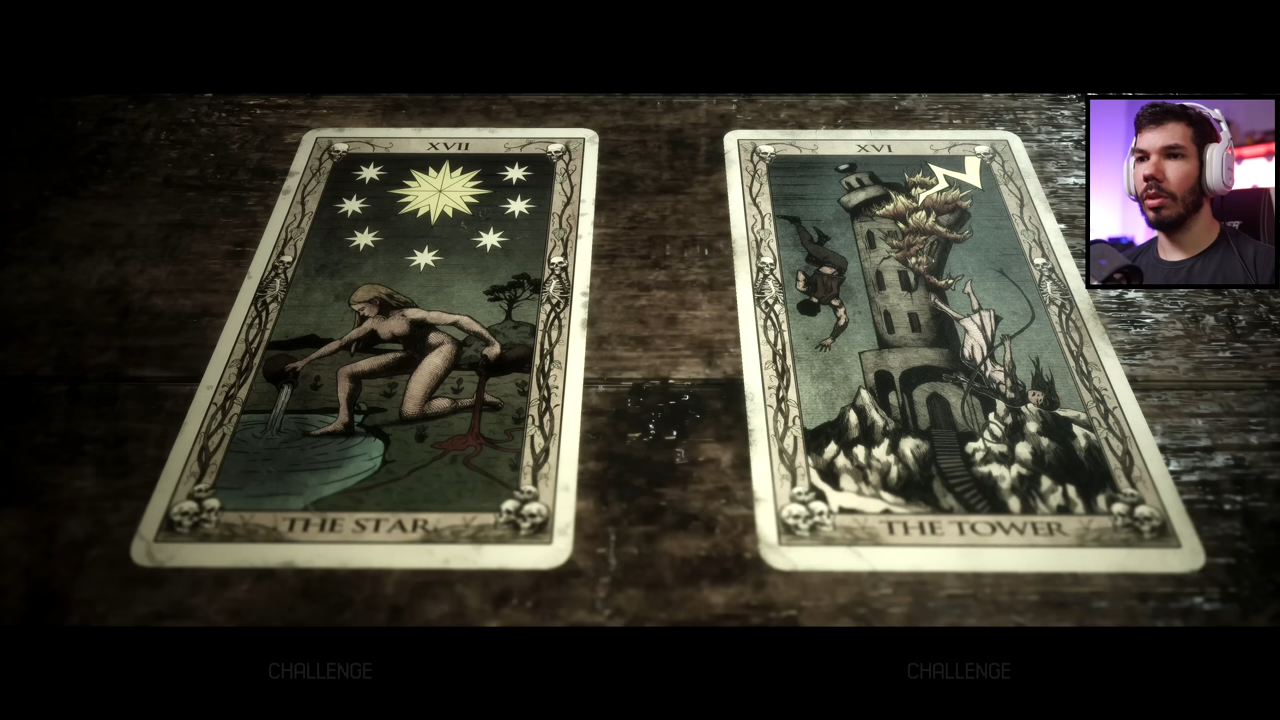 XVII
XVI
THE STAR
THE TOWER
CHALLENGE
CHALLENGE